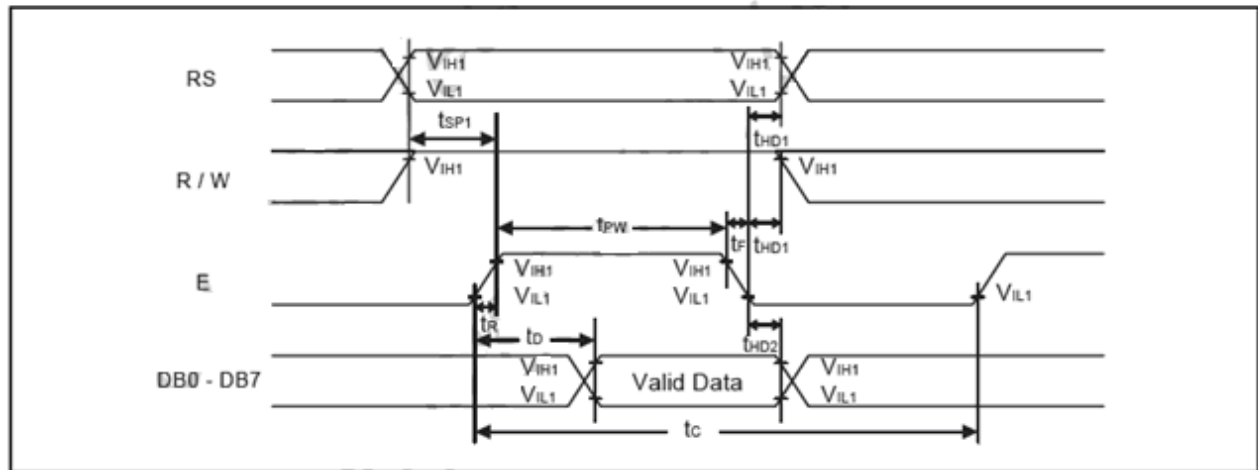 RS
VIH1 VIH1
VIL1 VIL1
tSP1 tHD1
R / W
VIH1 VIH1
tPW tF tHD1
E
VIH1 VIH1
VIL1 VIL1 VIL1
tR tD tHD2
DB0 - DB7
VIH1 Valid Data VIH1
VIL1 VIL1
tC